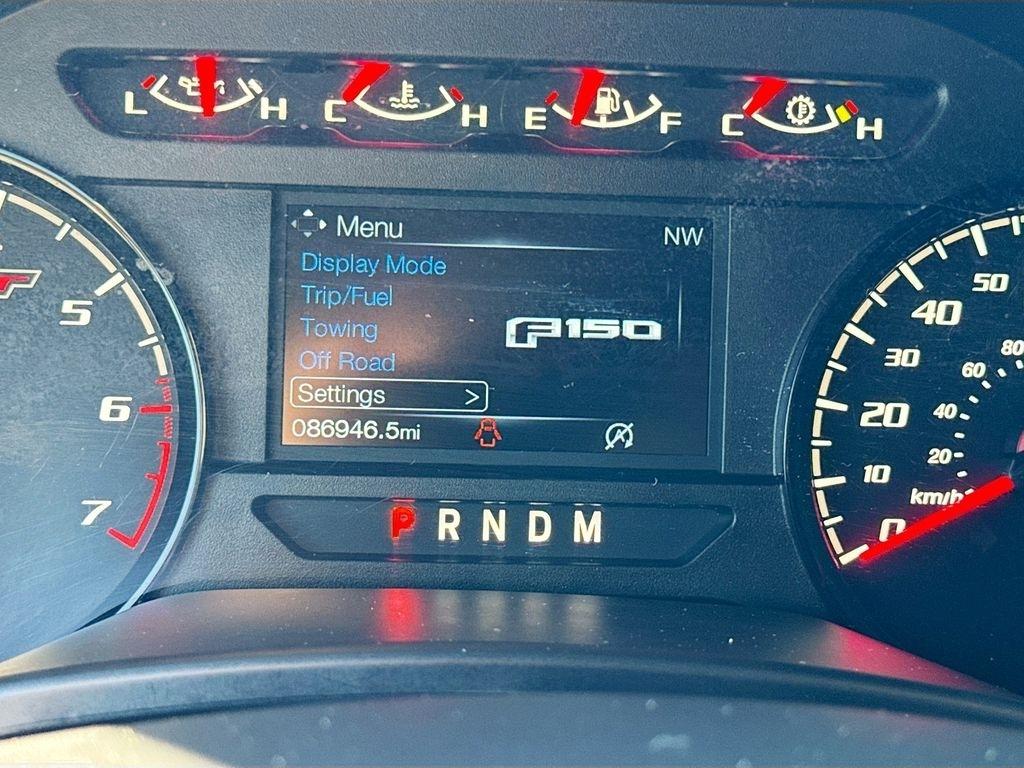 L H C H E F C H
Menu NW
Display Mode
Trip/Fuel
Towing
F150
Off Road
Settings >
086946.5mi
P R N D M
5
6
7
50
40
30
20
10
0
80
60
40
20
km/h